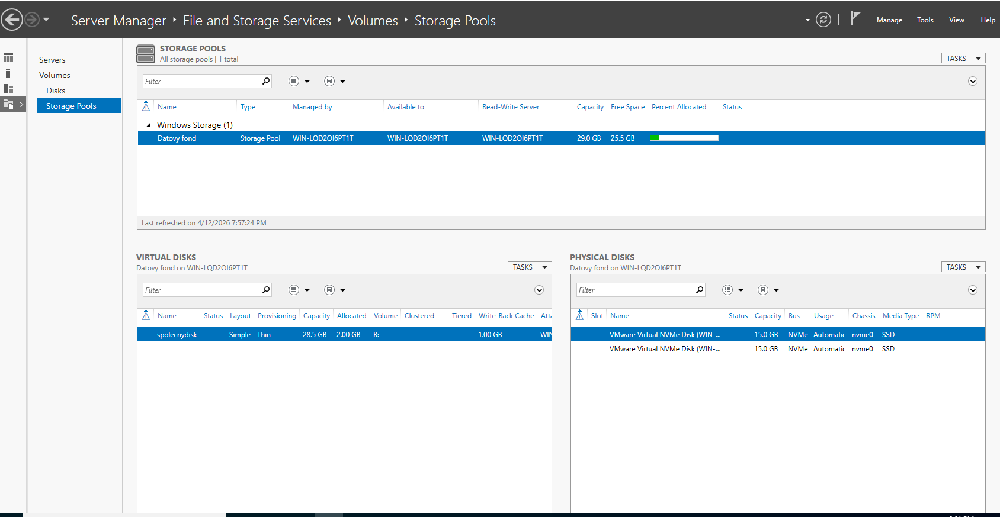 Server Manager ‣ File and Storage Services ‣ Volumes ‣ Storage Pools
Manage Tools View Help
Servers
Volumes
Disks
Storage Pools
STORAGE POOLS
All storage pools | 1 total
TASKS
Filter
Name Type Managed by Available to Read-Write Server Capacity Free Space Percent Allocated Status
Windows Storage (1)
Datovy fond Storage Pool WIN-LQD2OI6PT1T WIN-LQD2OI6PT1T WIN-LQD2OI6PT1T 29.0 GB 25.5 GB
Last refreshed on 4/12/2026 7:57:24 PM
VIRTUAL DISKS
Datovy fond on WIN-LQD2OI6PT1T
TASKS
Filter
Name Status Layout Provisioning Capacity Allocated Volume Clustered Tiered Write-Back Cache Atta
spolecnydisk Simple Thin 28.5 GB 2.00 GB B: 1.00 GB WIN
PHYSICAL DISKS
Datovy fond on WIN-LQD2OI6PT1T
TASKS
Filter
Slot Name Status Capacity Bus Usage Chassis Media Type RPM
VMware Virtual NVMe Disk (WIN-... 15.0 GB NVMe Automatic nvme0 SSD
VMware Virtual NVMe Disk (WIN-... 15.0 GB NVMe Automatic nvme0 SSD